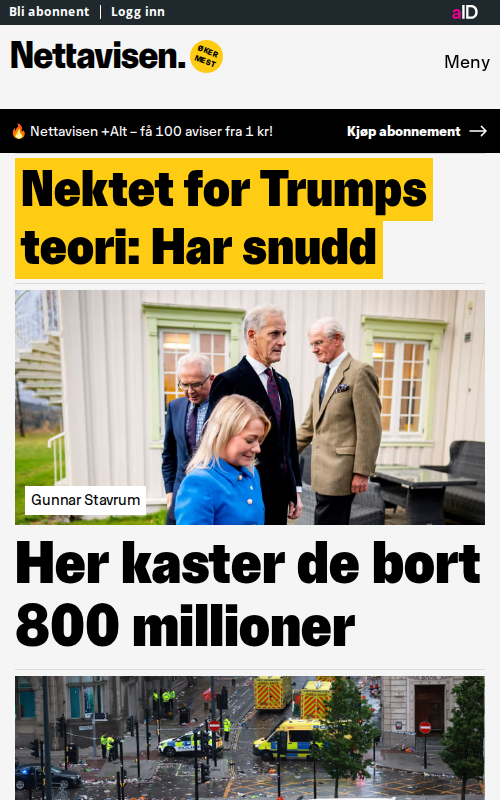 Bli abonnent
Logg inn
aID
Nettavisen.
ØKER
MEST
Meny
🔥 Nettavisen +Alt – få 100 aviser fra 1 kr!
Kjøp abonnement →
Nektet for Trumps
teori: Har snudd
Gunnar Stavrum
Her kaster de bort
800 millioner